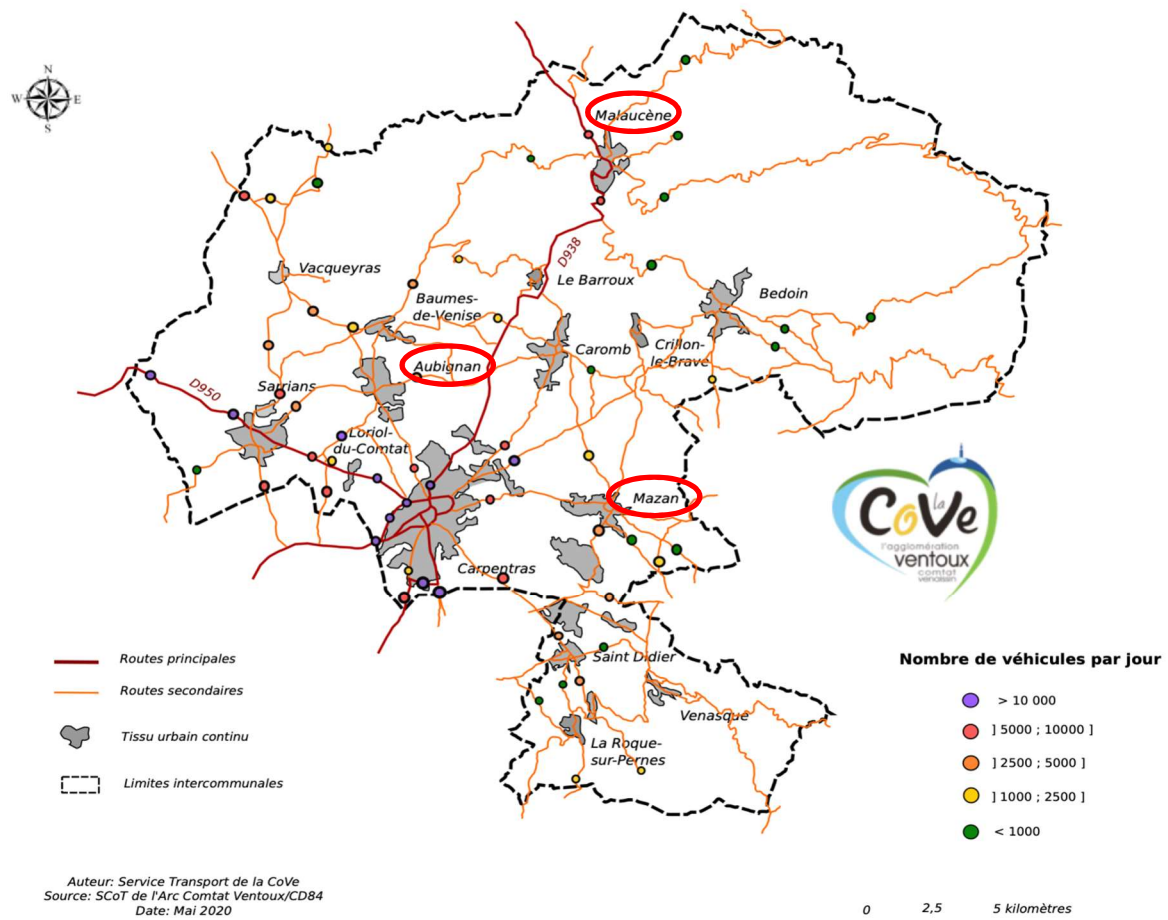 N
W
E
S
Malaucène
D938
Vacqueyras
Le Barroux
Bedoin
Baumes-
de-Venise
Caromb
Crillon-
le-Brave
Aubignan
D950
Sarrians
Loriol-
du-Comtat
Mazan
Carpentras
la
CoVe
l'agglomération
ventoux
comtat
venaissin
Saint Didier
Venasque
La Roque-
sur-Pernes
Routes principales
Routes secondaires
Tissu urbain continu
Limites intercommunales
Nombre de véhicules par jour
> 10 000
] 5000 ; 10000 ]
] 2500 ; 5000 ]
] 1000 ; 2500 ]
< 1000
Auteur: Service Transport de la CoVe
Source: SCoT de l'Arc Comtat Ventoux/CD84
Date: Mai 2020
0 2,5 5 kilomètres